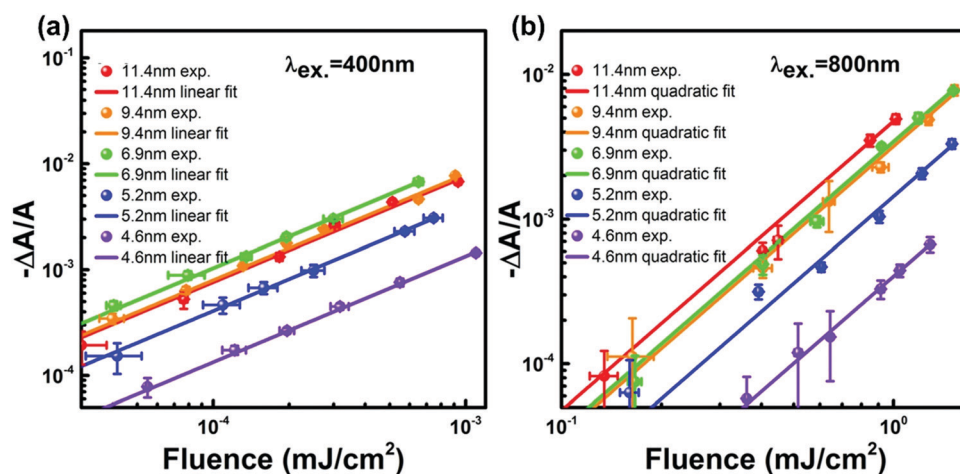 (a)
λex.=400nm
11.4nm exp.
11.4nm linear fit
9.4nm exp.
9.4nm linear fit
6.9nm exp.
6.9nm linear fit
5.2nm exp.
5.2nm linear fit
4.6nm exp.
4.6nm linear fit
10⁻¹
10⁻²
10⁻³
10⁻⁴
-ΔA/A
10⁻⁴
10⁻³
Fluence (mJ/cm²)
(b)
λex.=800nm
11.4nm exp.
11.4nm quadratic fit
9.4nm exp.
9.4nm quadratic fit
6.9nm exp.
6.9nm quadratic fit
5.2nm exp.
5.2nm quadratic fit
4.6nm exp.
4.6nm quadratic fit
10⁻²
10⁻³
10⁻⁴
-ΔA/A
10⁻¹
10⁰
Fluence (mJ/cm²)